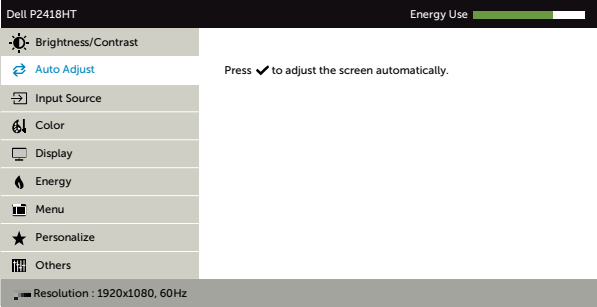 Dell P2418HT Energy Use
Brightness/Contrast
Auto Adjust Press ✓ to adjust the screen automatically.
Input Source
Color
Display
Energy
Menu
Personalize
Others
Resolution : 1920x1080, 60Hz